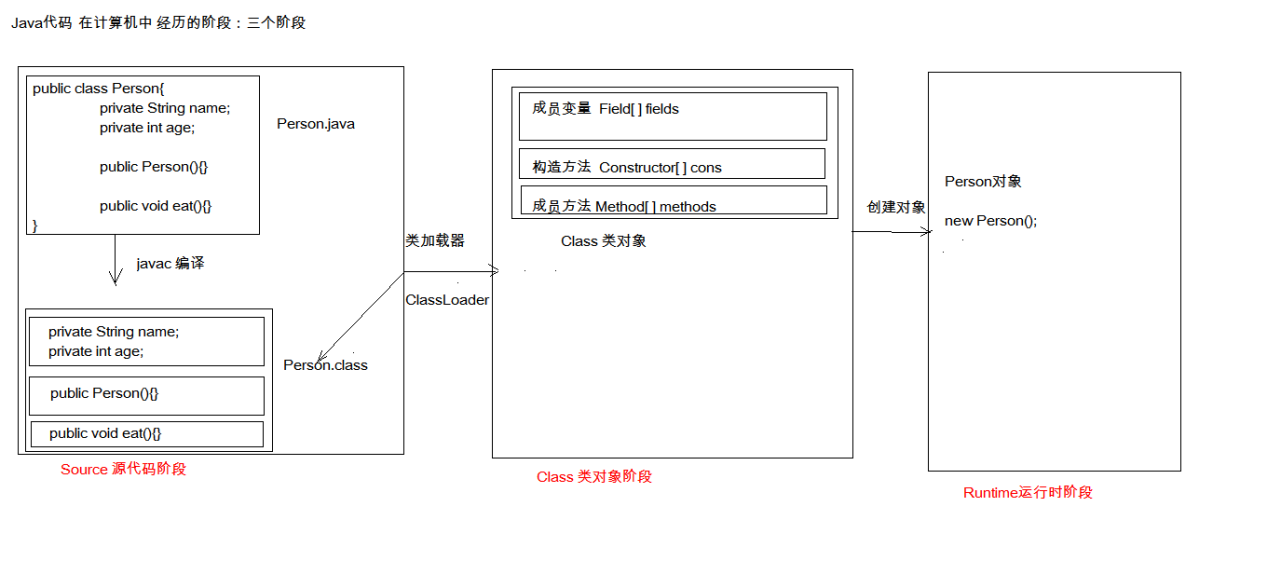 Java代码 在计算机中 经历的阶段：三个阶段
public class Person{
private String name;
private int age;
public Person(){}
public void eat(){}
}
Person.java
javac 编译
private String name;
private int age;
public Person(){}
public void eat(){}
Person.class
Source 源代码阶段
类加载器
ClassLoader
成员变量 Field[ ] fields
构造方法 Constructor[ ] cons
成员方法 Method[ ] methods
Class 类对象
Class 类对象阶段
创建对象
Person对象
new Person();
Runtime运行时阶段